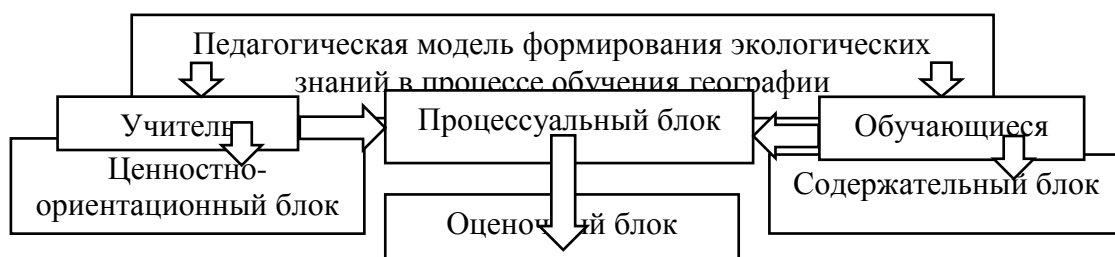 Педагогическая модель формирования экологических
знаний в процессе обучения географии
Учитель
Процессуальный блок
Обучающиеся
Ценностно-
ориентационный блок
Содержательный блок
Оценочный блок